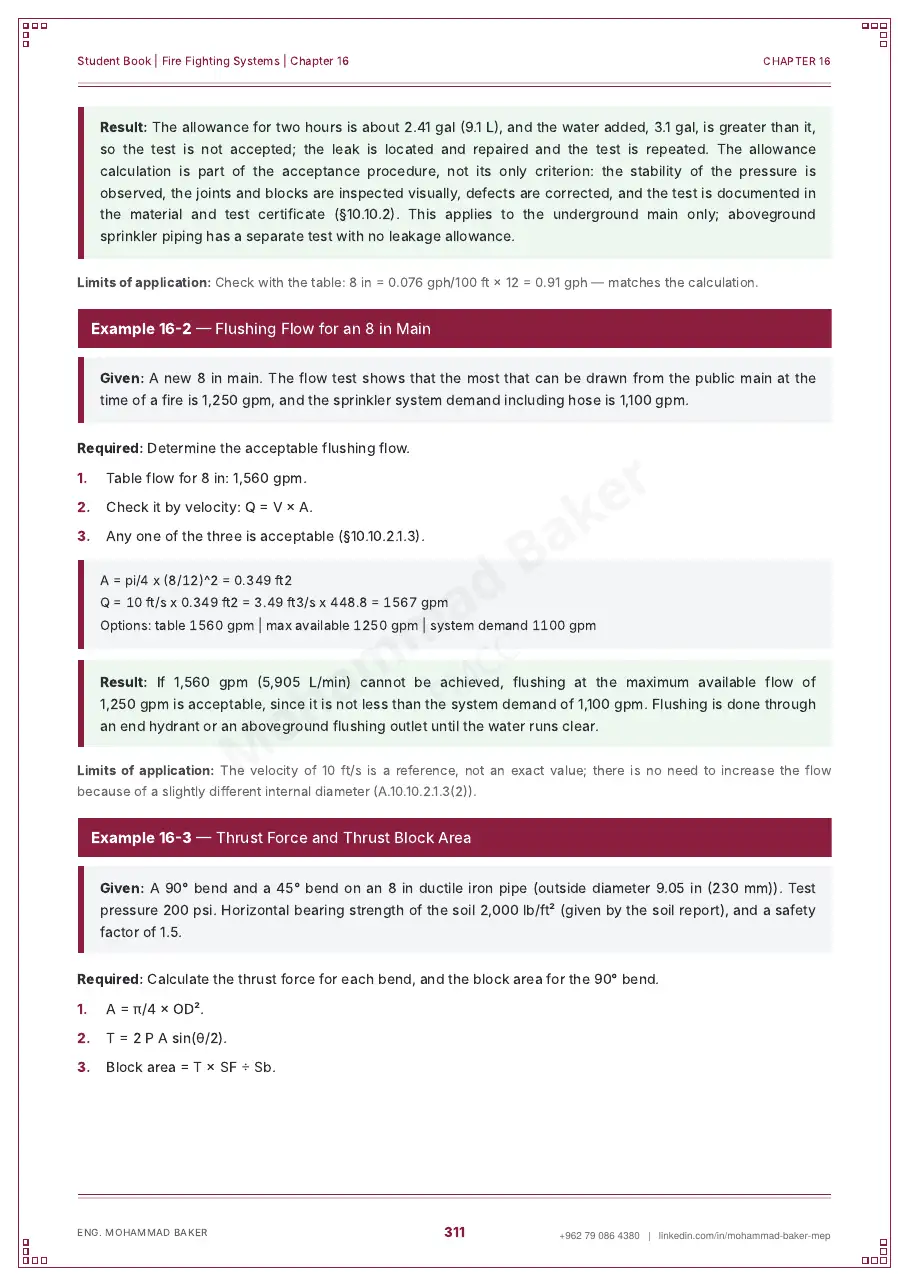 Student Book | Fire Fighting Systems | Chapter 16
CHAPTER 16
Result: The allowance for two hours is about 2.41 gal (9.1 L), and the water added, 3.1 gal, is greater than it,
so the test is not accepted; the leak is located and repaired and the test is repeated. The allowance
calculation is part of the acceptance procedure, not its only criterion: the stability of the pressure is
observed, the joints and blocks are inspected visually, defects are corrected, and the test is documented in
the material and test certificate (§10.10.2). This applies to the underground main only; aboveground
sprinkler piping has a separate test with no leakage allowance.
Limits of application: Check with the table: 8 in = 0.076 gph/100 ft × 12 = 0.91 gph — matches the calculation.
Example 16-2 — Flushing Flow for an 8 in Main
Given: A new 8 in main. The flow test shows that the most that can be drawn from the public main at the
time of a fire is 1,250 gpm, and the sprinkler system demand including hose is 1,100 gpm.
Required: Determine the acceptable flushing flow.
1. Table flow for 8 in: 1,560 gpm.
2. Check it by velocity: Q = V × A.
3. Any one of the three is acceptable (§10.10.2.1.3).
A = pi/4 x (8/12)^2 = 0.349 ft2
Q = 10 ft/s x 0.349 ft2 = 3.49 ft3/s x 448.8 = 1567 gpm
Options: table 1560 gpm | max available 1250 gpm | system demand 1100 gpm
Result: If 1,560 gpm (5,905 L/min) cannot be achieved, flushing at the maximum available flow of
1,250 gpm is acceptable, since it is not less than the system demand of 1,100 gpm. Flushing is done through
an end hydrant or an aboveground flushing outlet until the water runs clear.
Limits of application: The velocity of 10 ft/s is a reference, not an exact value; there is no need to increase the flow
because of a slightly different internal diameter (A.10.10.2.1.3(2)).
Example 16-3 — Thrust Force and Thrust Block Area
Given: A 90° bend and a 45° bend on an 8 in ductile iron pipe (outside diameter 9.05 in (230 mm)). Test
pressure 200 psi. Horizontal bearing strength of the soil 2,000 lb/ft² (given by the soil report), and a safety
factor of 1.5.
Required: Calculate the thrust force for each bend, and the block area for the 90° bend.
1. A = π/4 × OD².
2. T = 2 P A sin(θ/2).
3. Block area = T × SF ÷ Sb.
Mohammad Baker
ENG. MOHAMMAD BAKER
311
+962 79 086 4380 | linkedin.com/in/mohammad-baker-mep